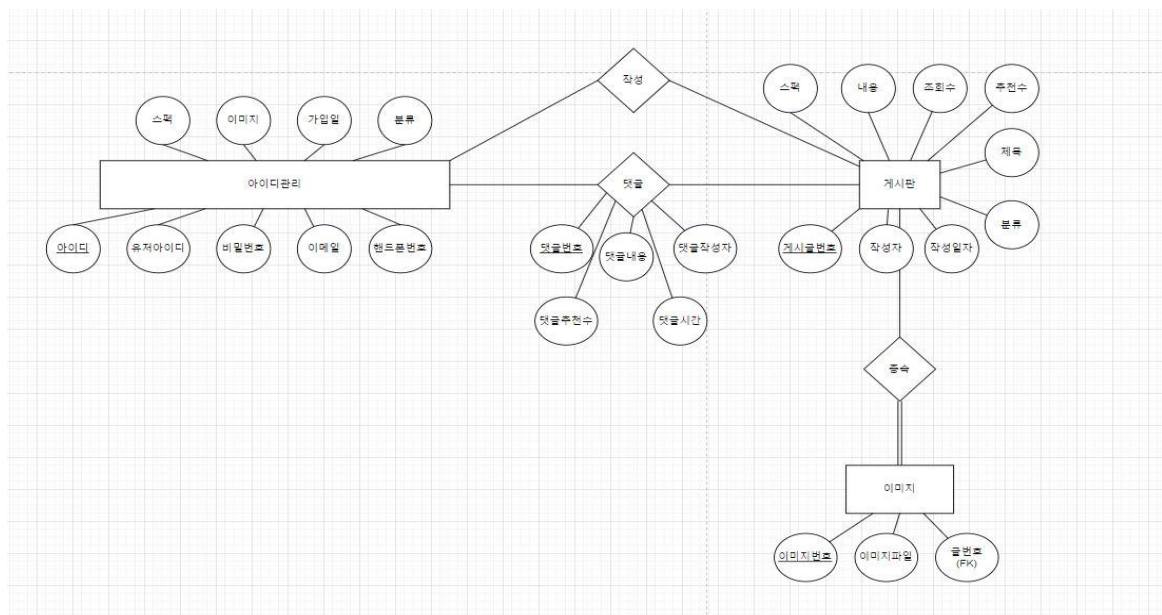 작성
스펙
이미지
가입일
분류
스펙
내용
조회수
추천수
제목
아이디관리
댓글
게시판
분류
아이디
유저아이디
비밀번호
이메일
핸드폰번호
댓글번호
댓글내용
댓글작성자
게시글번호
작성자
작성일자
댓글추천수
댓글시간
종속
이미지
이미지번호
이미지파일
글번호
(FK)